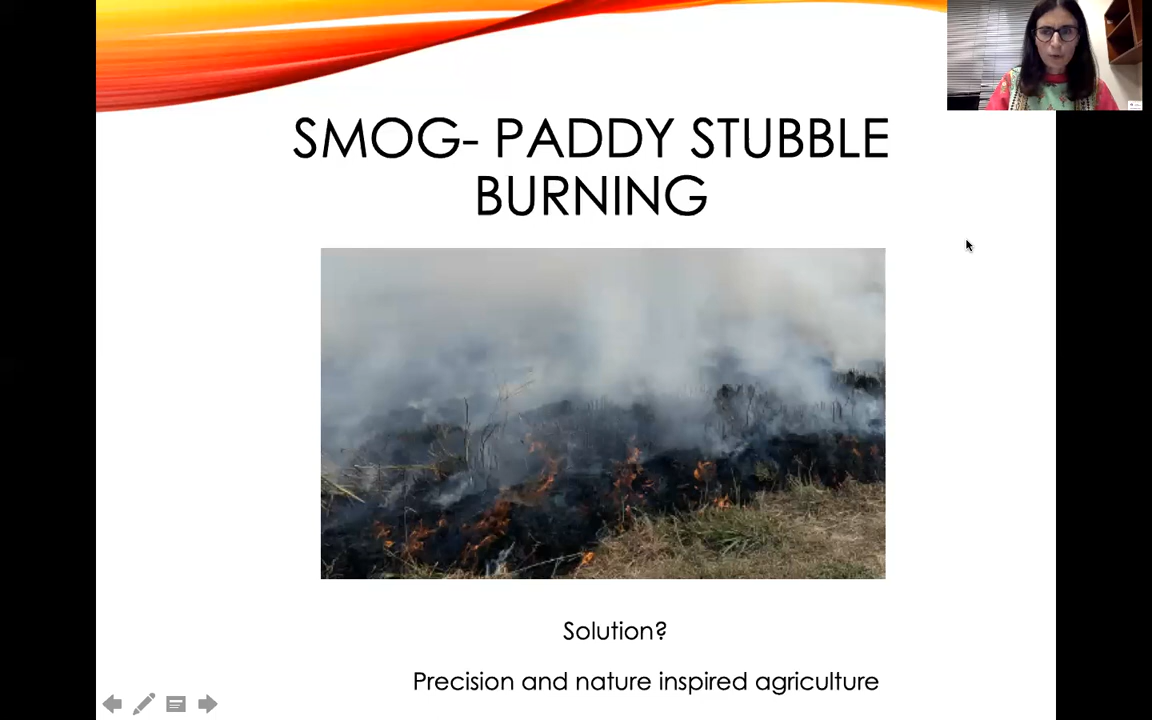 SMOG- PADDY STUBBLE
BURNING
Solution?
Precision and nature inspired agriculture